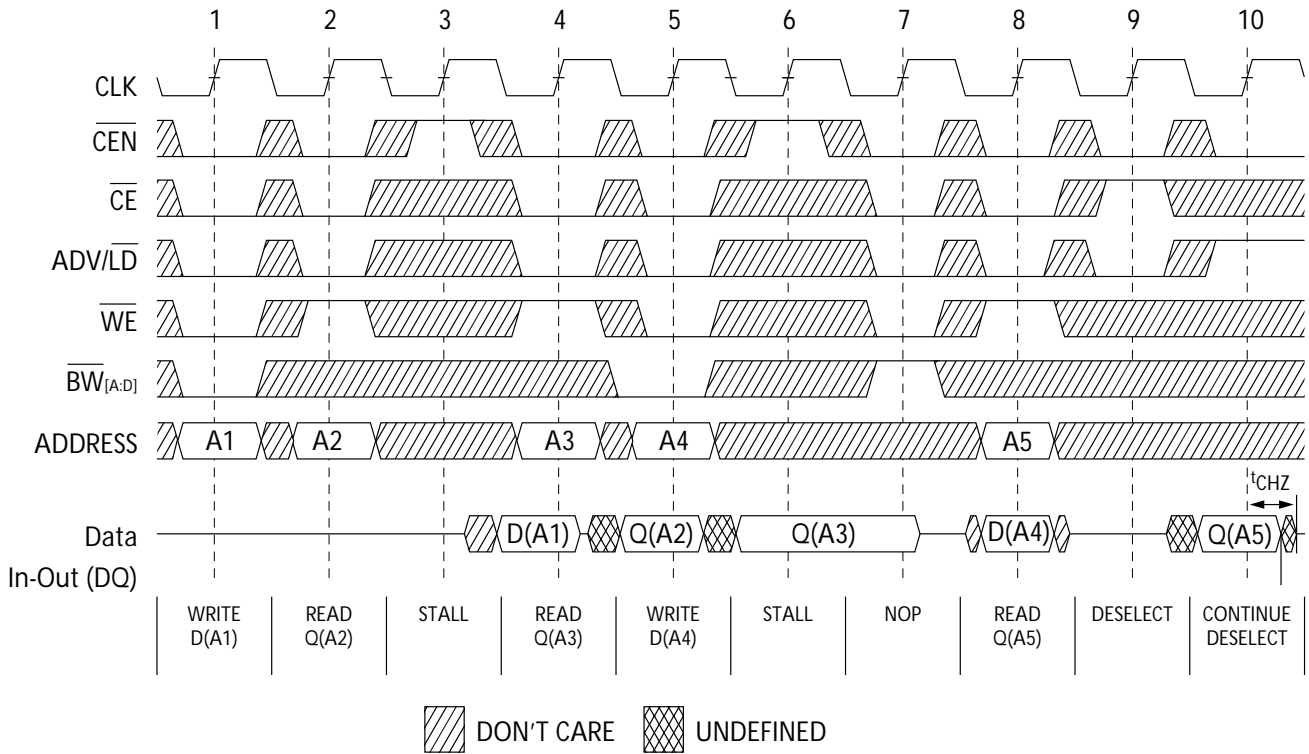 1 2 3 4 5 6 7 8 9 10
CLK
CEN
CE
ADV/LD
WE
BW[A:D]
ADDRESS A1 A2 A3 A4 A5
tCHZ
Data D(A1) Q(A2) Q(A3) D(A4) Q(A5)
In-Out (DQ)
WRITE READ STALL READ WRITE STALL NOP READ DESELECT CONTINUE
D(A1) Q(A2) Q(A3) D(A4) Q(A5) DESELECT
DON'T CARE UNDEFINED